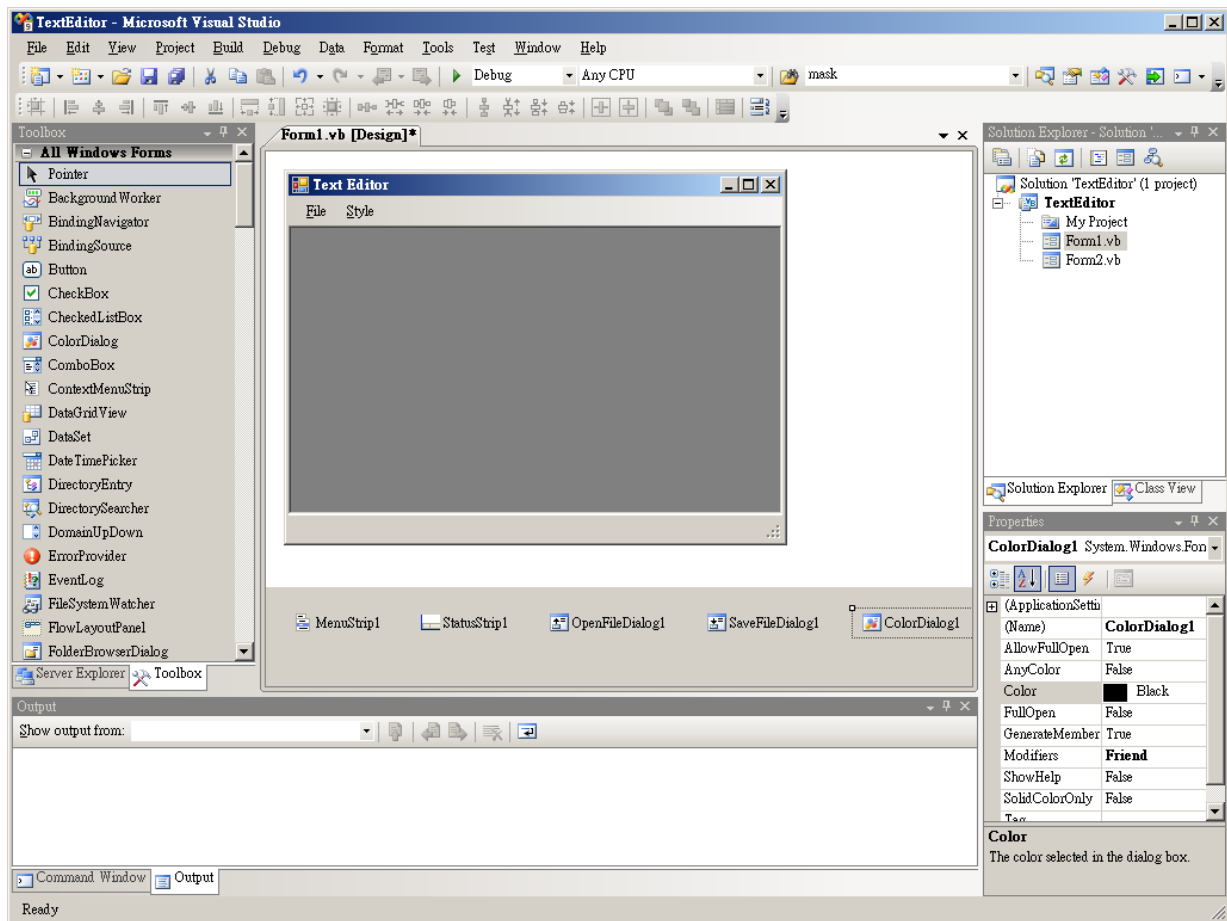 TextEditor - Microsoft Visual Studio
File Edit View Project Build Debug Data Format Tools Test Window Help
Debug Any CPU mask
Toolbox
All Windows Forms
Pointer
Background Worker
BindingNavigator
BindingSource
Button
CheckBox
CheckedListBox
ColorDialog
ComboBox
ContextMenuStrip
DataGridView
DataSet
DateTimePicker
DirectoryEntry
DirectorySearcher
DomainUpDown
ErrorProvider
EventLog
FileSystemWatcher
FlowLayoutPanel
FolderBrowserDialog
Server Explorer Toolbox
Form1.vb [Design]*
Text Editor
File Style
MenuStrip1 StatusStrip1 OpenFileDialog1 SaveFileDialog1 ColorDialog1
Solution Explorer - Solution '...
Solution 'TextEditor' (1 project)
TextEditor
My Project
Form1.vb
Form2.vb
Solution Explorer Class View
Properties
ColorDialog1 System.Windows.Fon
(ApplicationSettin
(Name) ColorDialog1
AllowFullOpen True
AnyColor False
Color Black
FullOpen False
GenerateMember True
Modifiers Friend
ShowHelp False
SolidColorOnly False
Tag
Color
The color selected in the dialog box.
Output
Show output from:
Command Window Output
Ready